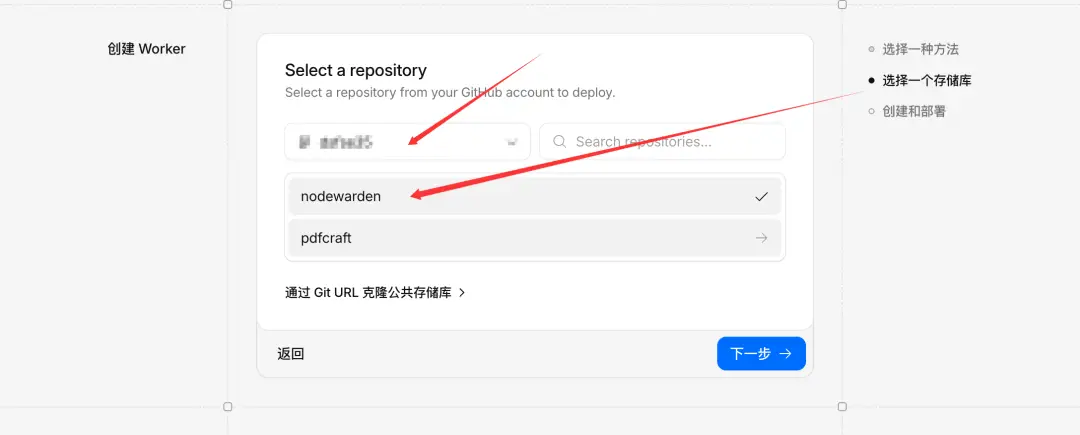 创建 Worker
Select a repository
Select a repository from your GitHub account to deploy.
Search repositories...
nodewarden
pdfcraft
通过 Git URL 克隆公共存储库
返回
下一步
选择一种方法
选择一个存储库
创建和部署